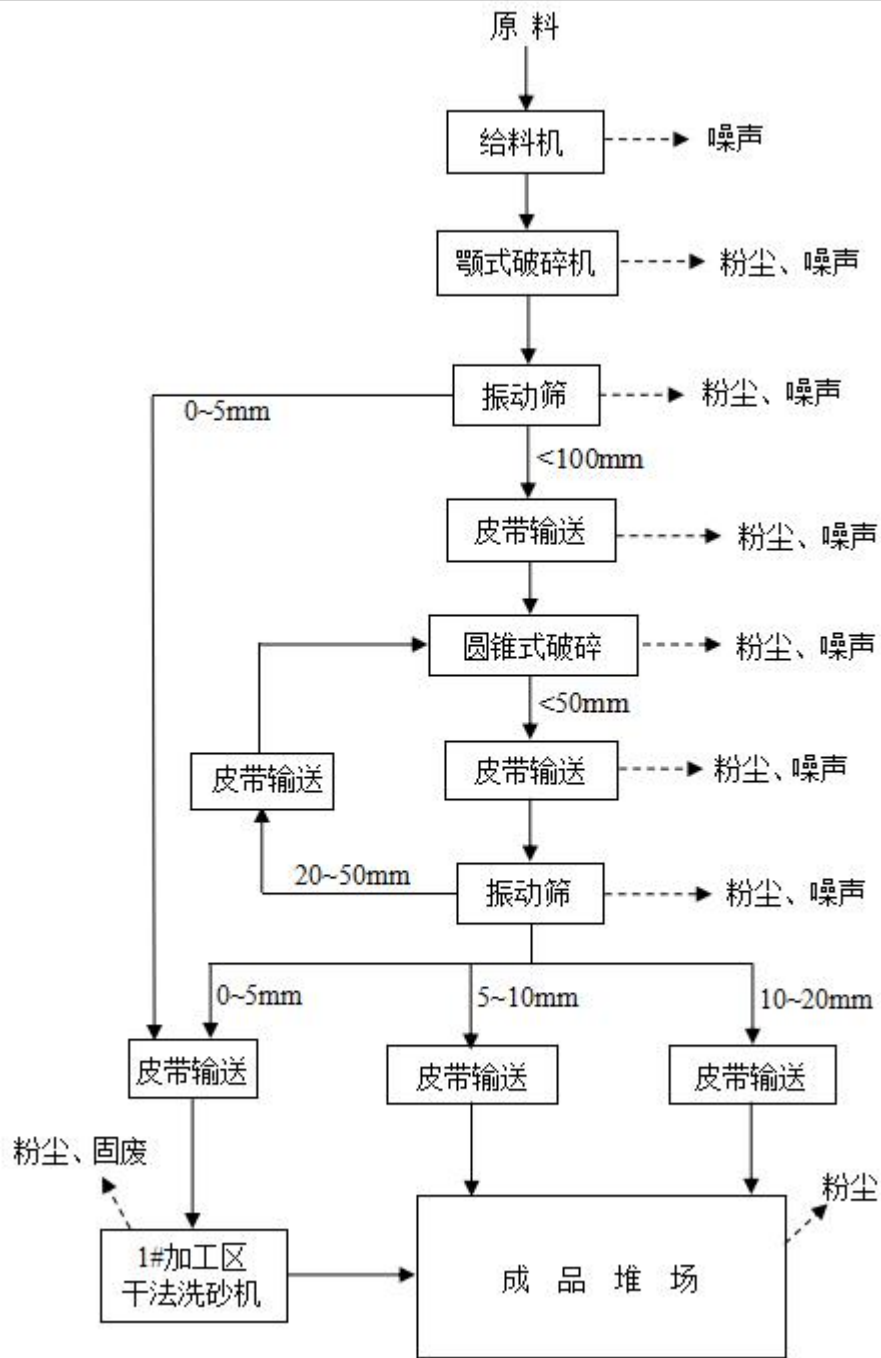 原 料
给料机
噪声
颚式破碎机
粉尘、噪声
振动筛
粉尘、噪声
0~5mm
<100mm
皮带输送
粉尘、噪声
圆锥式破碎
粉尘、噪声
<50mm
皮带输送
皮带输送
粉尘、噪声
20~50mm
振动筛
粉尘、噪声
0~5mm
5~10mm
10~20mm
皮带输送
皮带输送
皮带输送
粉尘、固废
粉尘
1#加工区
干法洗砂机
成 品 堆 场